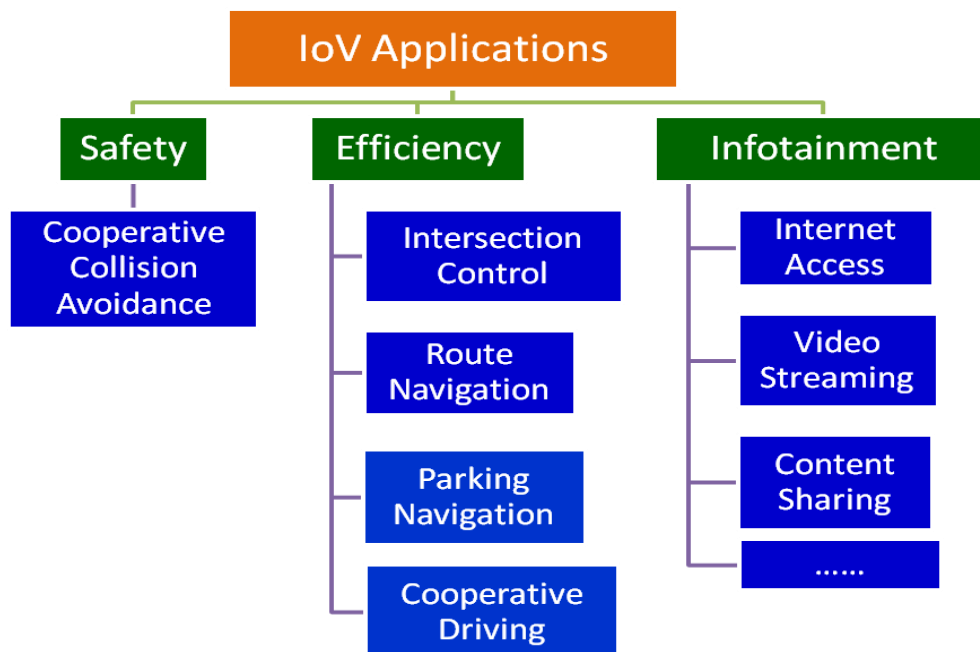 IoV Applications
Safety
Efficiency
Infotainment
Cooperative
Collision
Avoidance
Intersection
Control
Route
Navigation
Parking
Navigation
Cooperative
Driving
Internet
Access
Video
Streaming
Content
Sharing
......